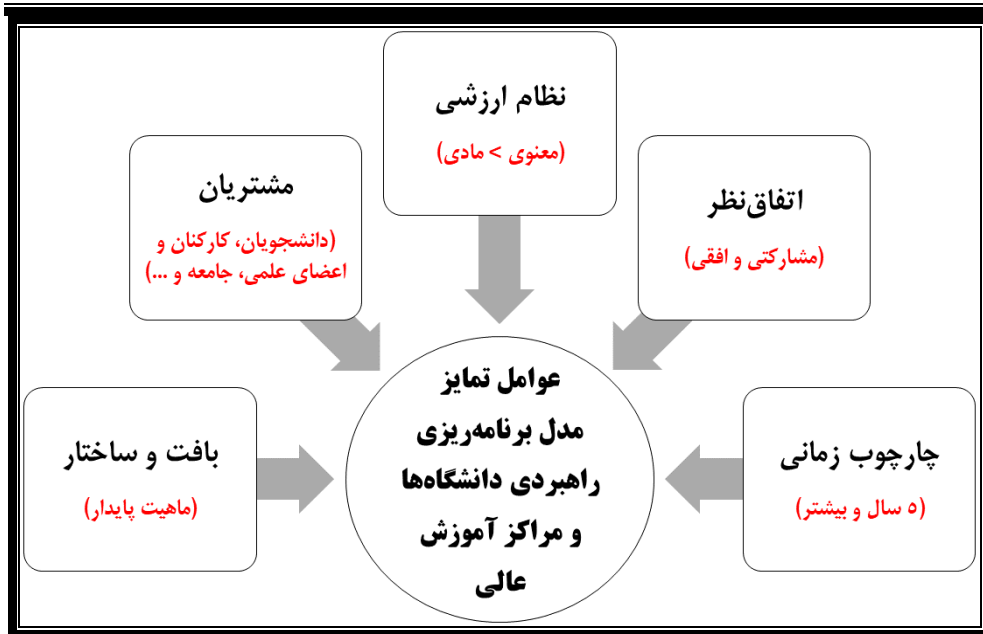 نظام ارزشی
(معنوی > مادی)
اتفاق‌نظر
(مشارکتی و افقی)
مشتریان
(دانشجویان، کارکنان و
اعضای علمی، جامعه و ...)
چارچوب زمانی
(۵ سال و بیشتر)
بافت و ساختار
(ماهیت پایدار)
عوامل تمایز
مدل برنامه‌ریزی
راهبردی دانشگاه‌ها
و مراکز آموزش
عالی